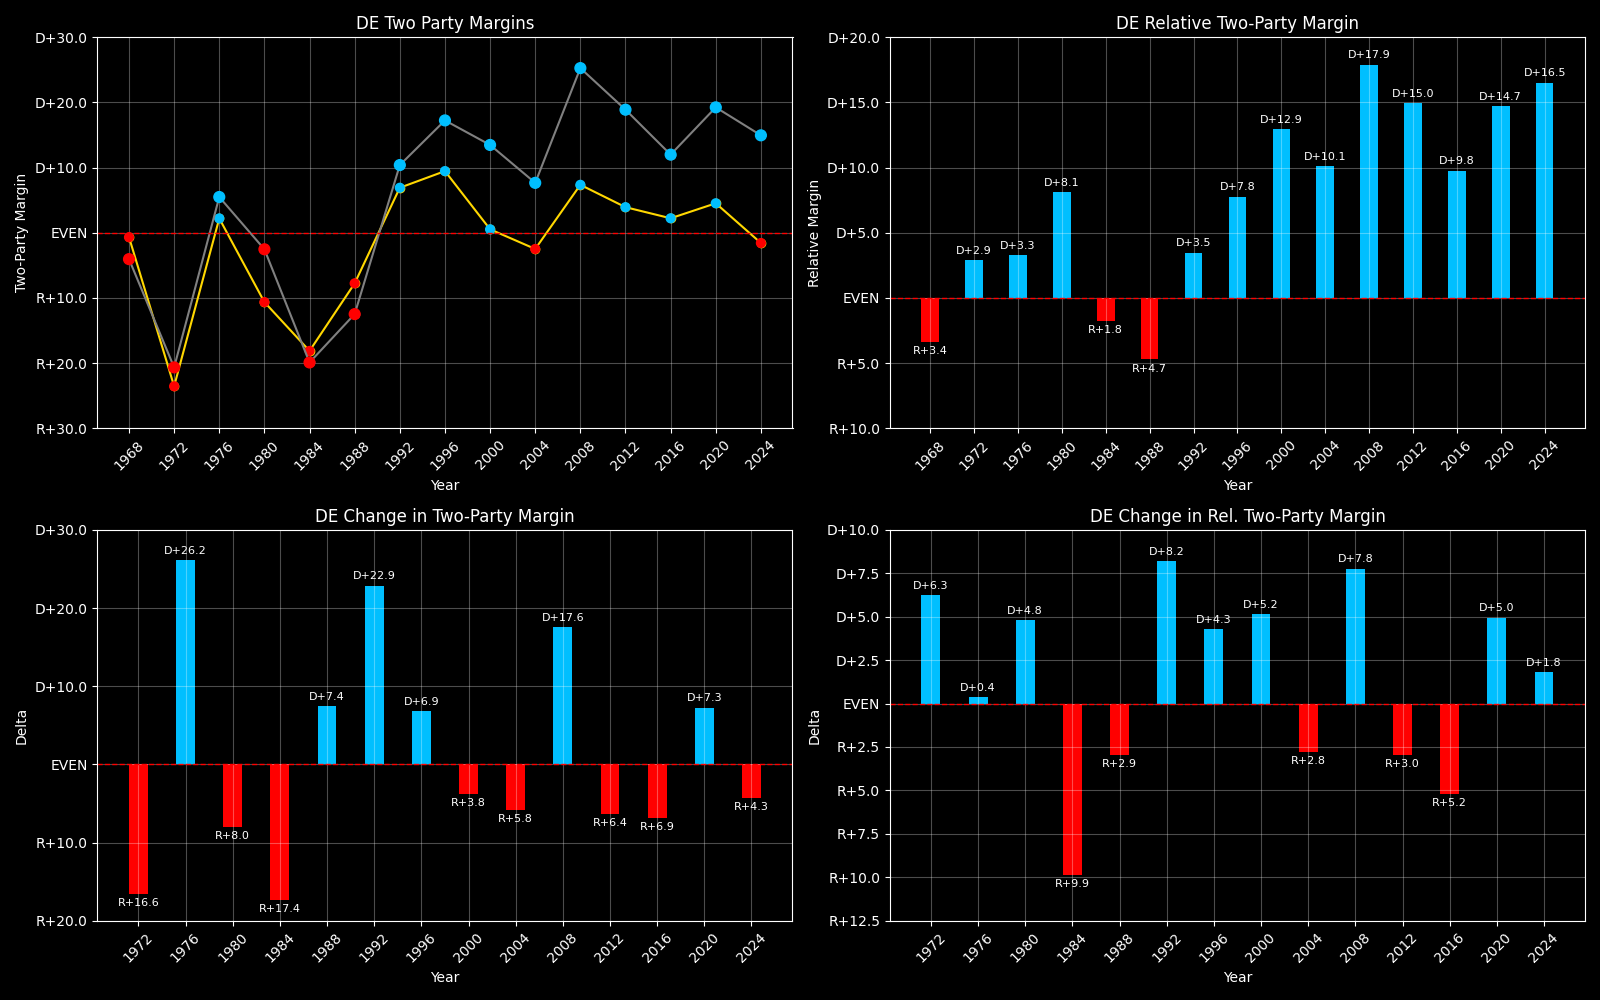 DE Two Party Margins
D+30.0
D+20.0
D+10.0
EVEN
R+10.0
R+20.0
R+30.0
Two-Party Margin
1968 1972 1976 1980 1984 1988 1992 1996 2000 2004 2008 2012 2016 2020 2024
Year
DE Relative Two-Party Margin
D+20.0
D+15.0
D+10.0
D+5.0
EVEN
R+5.0
R+10.0
Relative Margin
R+3.4
D+2.9
D+3.3
D+8.1
R+1.8
R+4.7
D+3.5
D+7.8
D+12.9
D+10.1
D+17.9
D+15.0
D+9.8
D+14.7
D+16.5
1968 1972 1976 1980 1984 1988 1992 1996 2000 2004 2008 2012 2016 2020 2024
Year
DE Change in Two-Party Margin
D+30.0
D+20.0
D+10.0
EVEN
R+10.0
R+20.0
Delta
R+16.6
D+26.2
R+8.0
R+17.4
D+7.4
D+22.9
D+6.9
R+3.8
R+5.8
D+17.6
R+6.4
R+6.9
D+7.3
R+4.3
1972 1976 1980 1984 1988 1992 1996 2000 2004 2008 2012 2016 2020 2024
Year
DE Change in Rel. Two-Party Margin
D+10.0
D+7.5
D+5.0
D+2.5
EVEN
R+2.5
R+5.0
R+7.5
R+10.0
R+12.5
Delta
D+6.3
D+0.4
D+4.8
R+9.9
R+2.9
D+8.2
D+4.3
D+5.2
R+2.8
D+7.8
R+3.0
R+5.2
D+5.0
D+1.8
1972 1976 1980 1984 1988 1992 1996 2000 2004 2008 2012 2016 2020 2024
Year